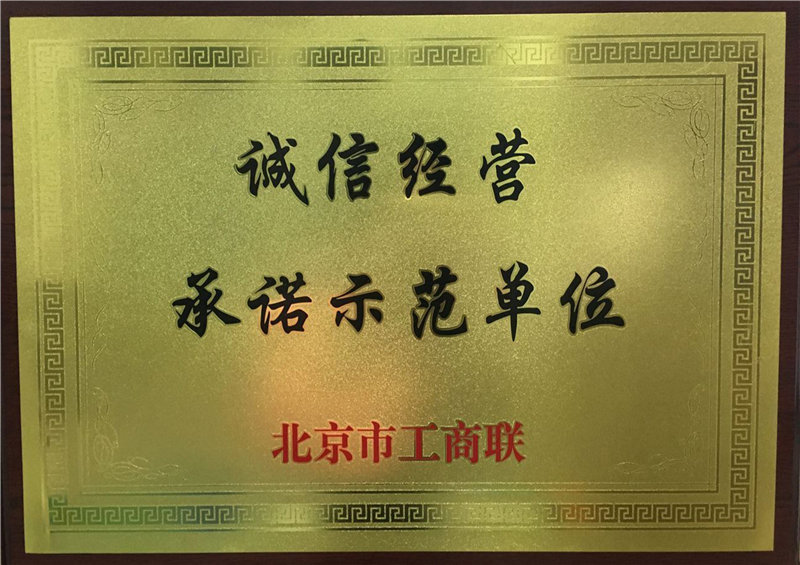 诚信经营
承诺示范单位
北京市工商联